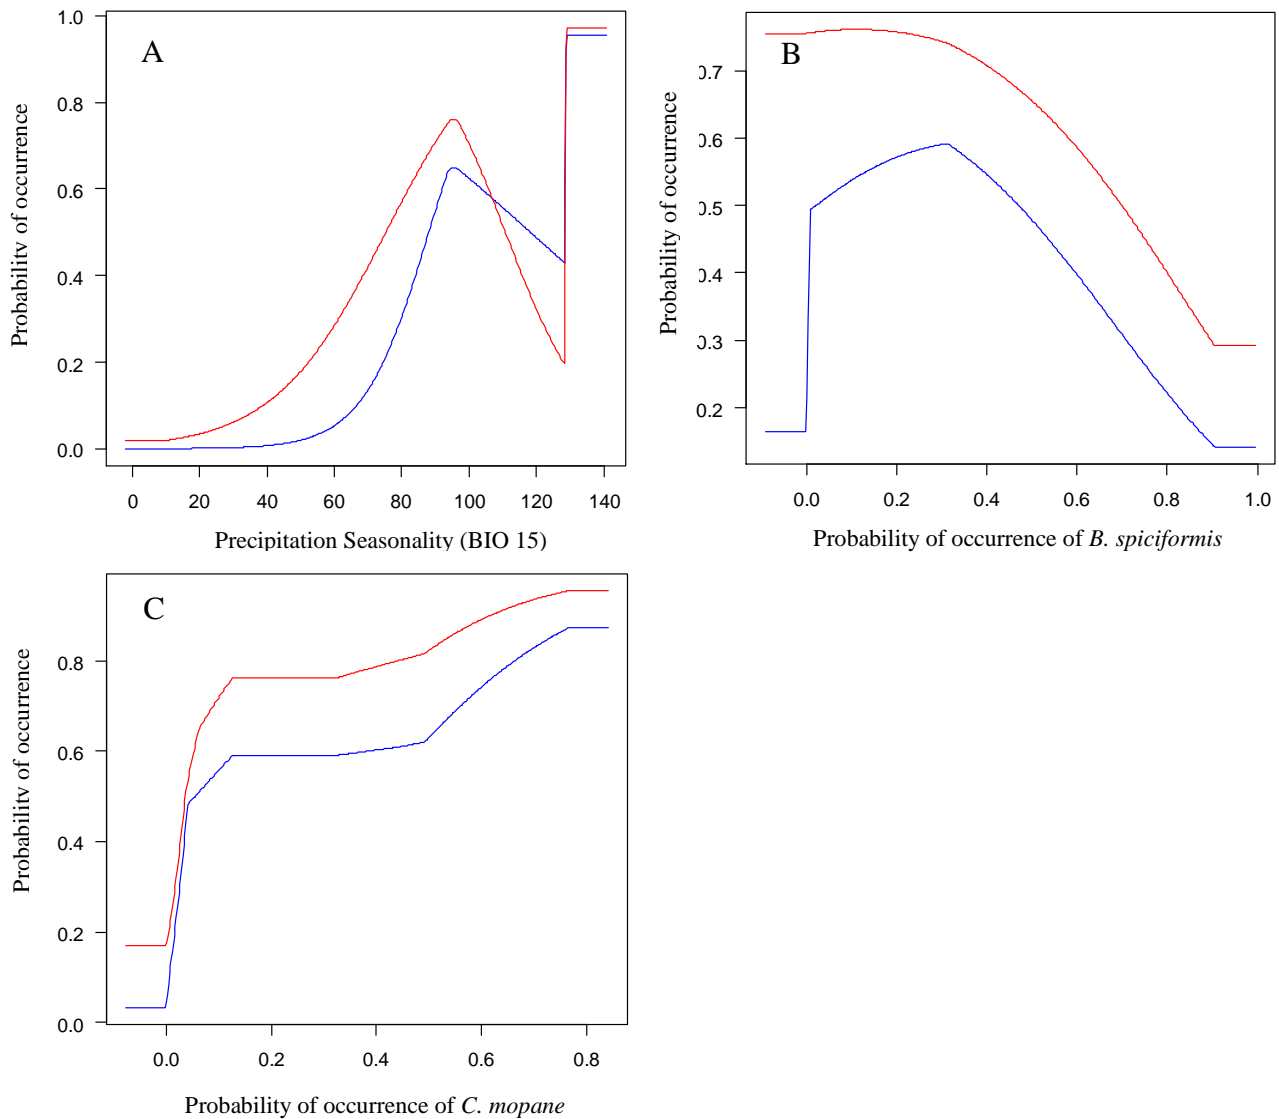 A
Probability of occurrence
1.0
0.8
0.6
0.4
0.2
0.0
0 20 40 60 80 100 120 140
Precipitation Seasonality (BIO 15)
B
Probability of occurrence
0.7
0.6
0.5
0.4
0.3
0.2
0.0 0.2 0.4 0.6 0.8 1.0
Probability of occurrence of B. spiciformis
C
Probability of occurrence
0.8
0.6
0.4
0.2
0.0
0.0 0.2 0.4 0.6 0.8
Probability of occurrence of C. mopane